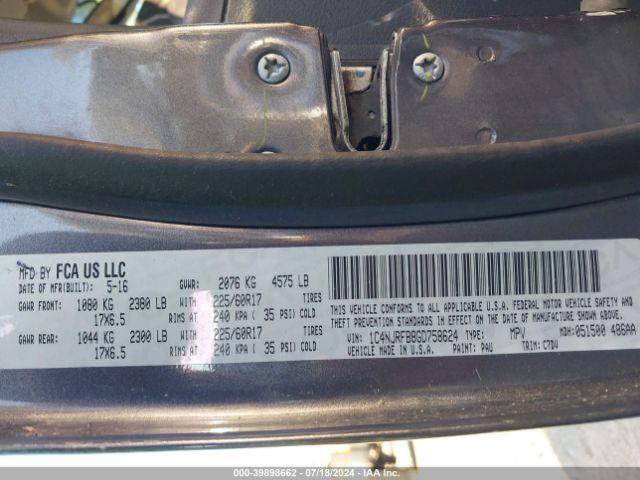 MFD BY FCA US LLC
DATE OF MFR(BUILT): 5-16 GVWR: 2076 KG 4575 LB
GAWR FRONT: 1080 KG 2380 LB WITH 225/60R17 TIRES
17X6.5 RIMS AT 240 KPA ( 35 PSI) COLD
GAWR REAR: 1044 KG 2300 LB WITH 225/60R17 TIRES
17X6.5 RIMS AT 240 KPA ( 35 PSI) COLD
THIS VEHICLE CONFORMS TO ALL APPLICABLE U.S.A. FEDERAL MOTOR VEHICLE SAFETY AND
THEFT PREVENTION STANDARDS IN EFFECT ON THE DATE OF MANUFACTURE SHOWN ABOVE.
VIN: 1C4NJRFB8GD758624 TYPE: MPV MDH: 051500 486AA
VEHICLE MADE IN U.S.A. PAINT: PAU TRIM: C7DV
000-39898662 - 07/18/2024 - IAAI.COM